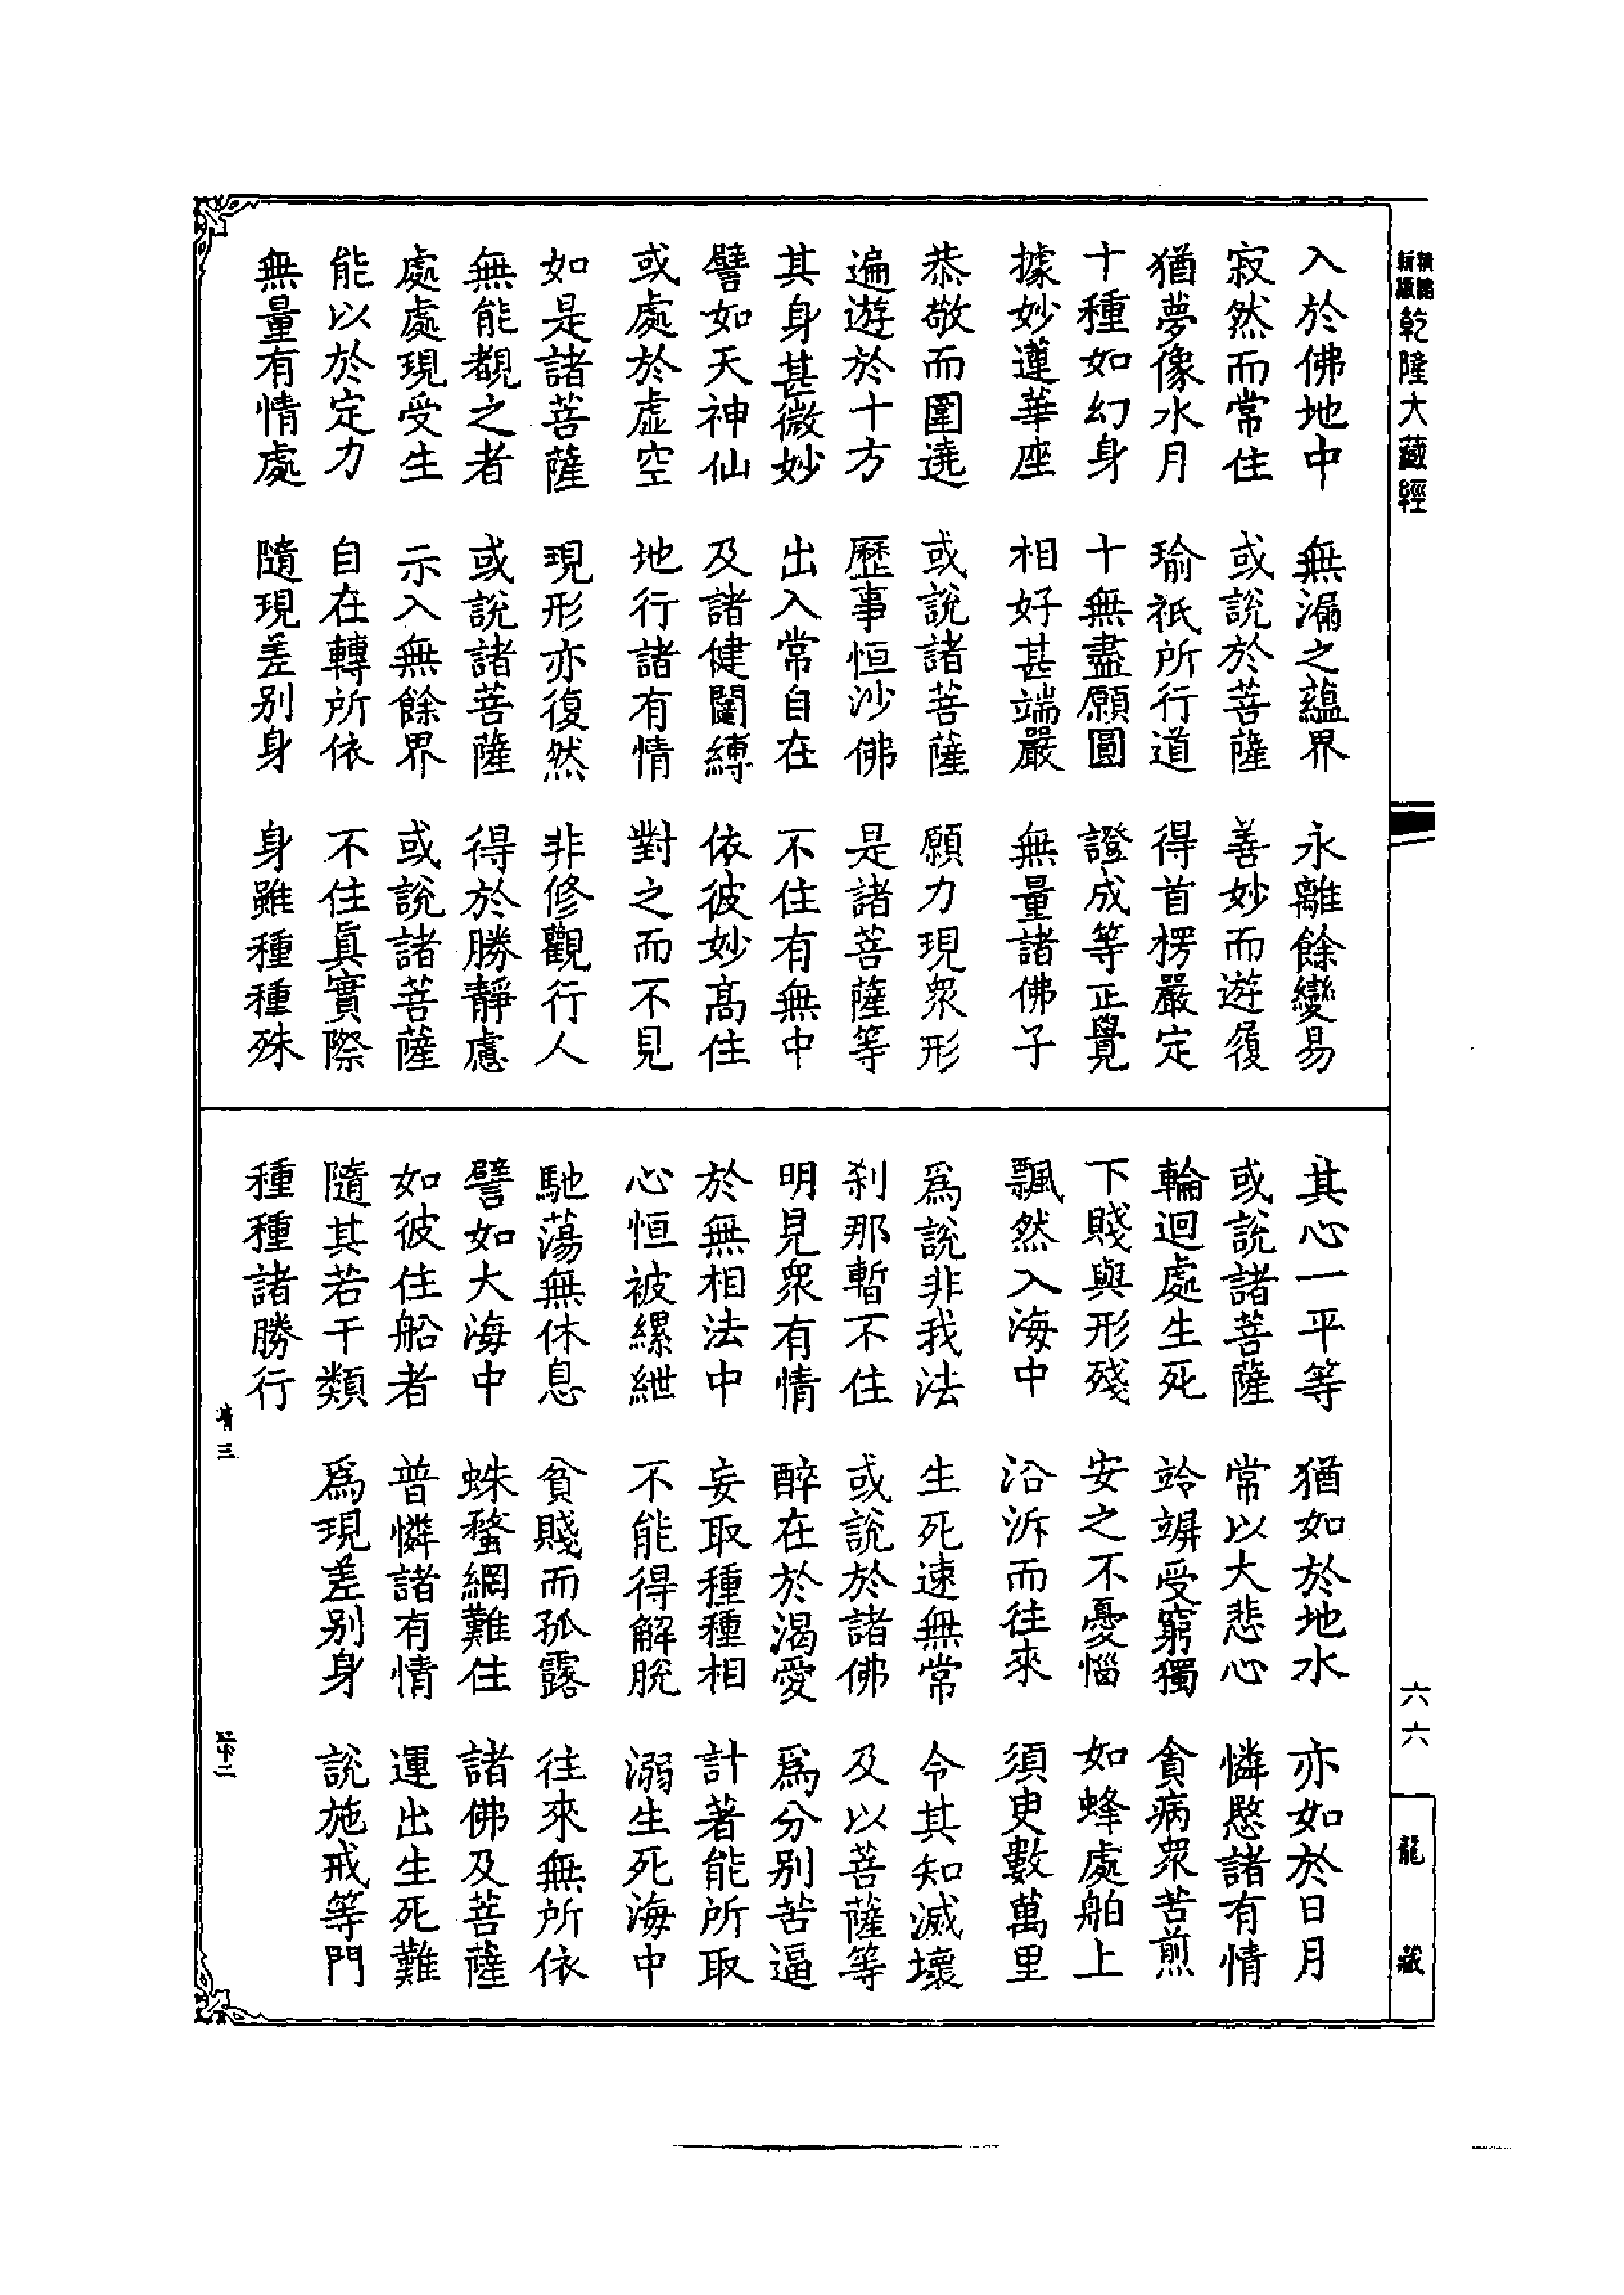 乾隆大藏經
入於佛地中　無漏之蘊界　永離餘變易
寂然而常住　或說於菩薩　善妙而遊履
猶夢像水月　瑜祇所行道　得首楞嚴定
十種如幻身　十無盡願圓　證成等正覺
據妙蓮華座　相好甚端嚴　無量諸佛子
恭敬而圍遶　或說諸菩薩　願力現眾形
遍遊於十方　歷事恒沙佛　是諸菩薩等
其身甚微妙　出入常自在　不住有無中
譬如天神仙　及諸健闥縛　依彼妙高住
或處於虛空　地行諸有情　對之而不見
如是諸菩薩　現形亦復然　非修觀行人
無能覩之者　或說諸菩薩　得於勝靜慮
處處現受生　示入無餘界　或說諸菩薩
能以於定力　自在轉所依　不住真實際
無量有情處　隨現差別身　身雖種種殊
其心一平等　猶如於地水　亦如於日月
或說諸菩薩　常以大悲心　憐愍諸有情
輪迴處生死　竛竮受窮獨　貪病眾苦煎
下賤與形殘　安之不憂惱　如蜂處舶上
飄然入海中　沿泝而往來　須臾數萬里
為說非我法　生死速無常　令其知滅壞
剎那暫不住　或說於諸佛　及以菩薩等
明見眾有情　醉在於渴愛　為分別苦逼
於無相法中　妄取種種相　計著能所取
心恒被縲紲　不能得解脫　溺生死海中
馳蕩無休息　貧賤而孤露　往來無所依
譬如大海中　蛛蝥網難住　諸佛及菩薩
如彼住船者　普憐諸有情　運出生死難
隨其若干類　為現差別身　說施戒等門
種種諸勝行
六六
龍藏